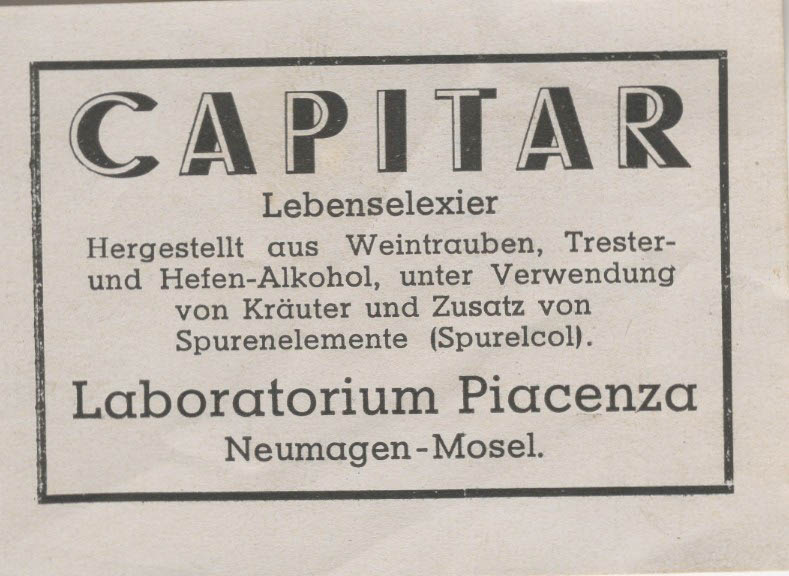 CAPITAR
Lebenselexier
Hergestellt aus Weintrauben, Trester-
und Hefen-Alkohol, unter Verwendung
von Kräuter und Zusatz von
Spurenelemente (Spurelcol).
Laboratorium Piacenza
Neumagen-Mosel.